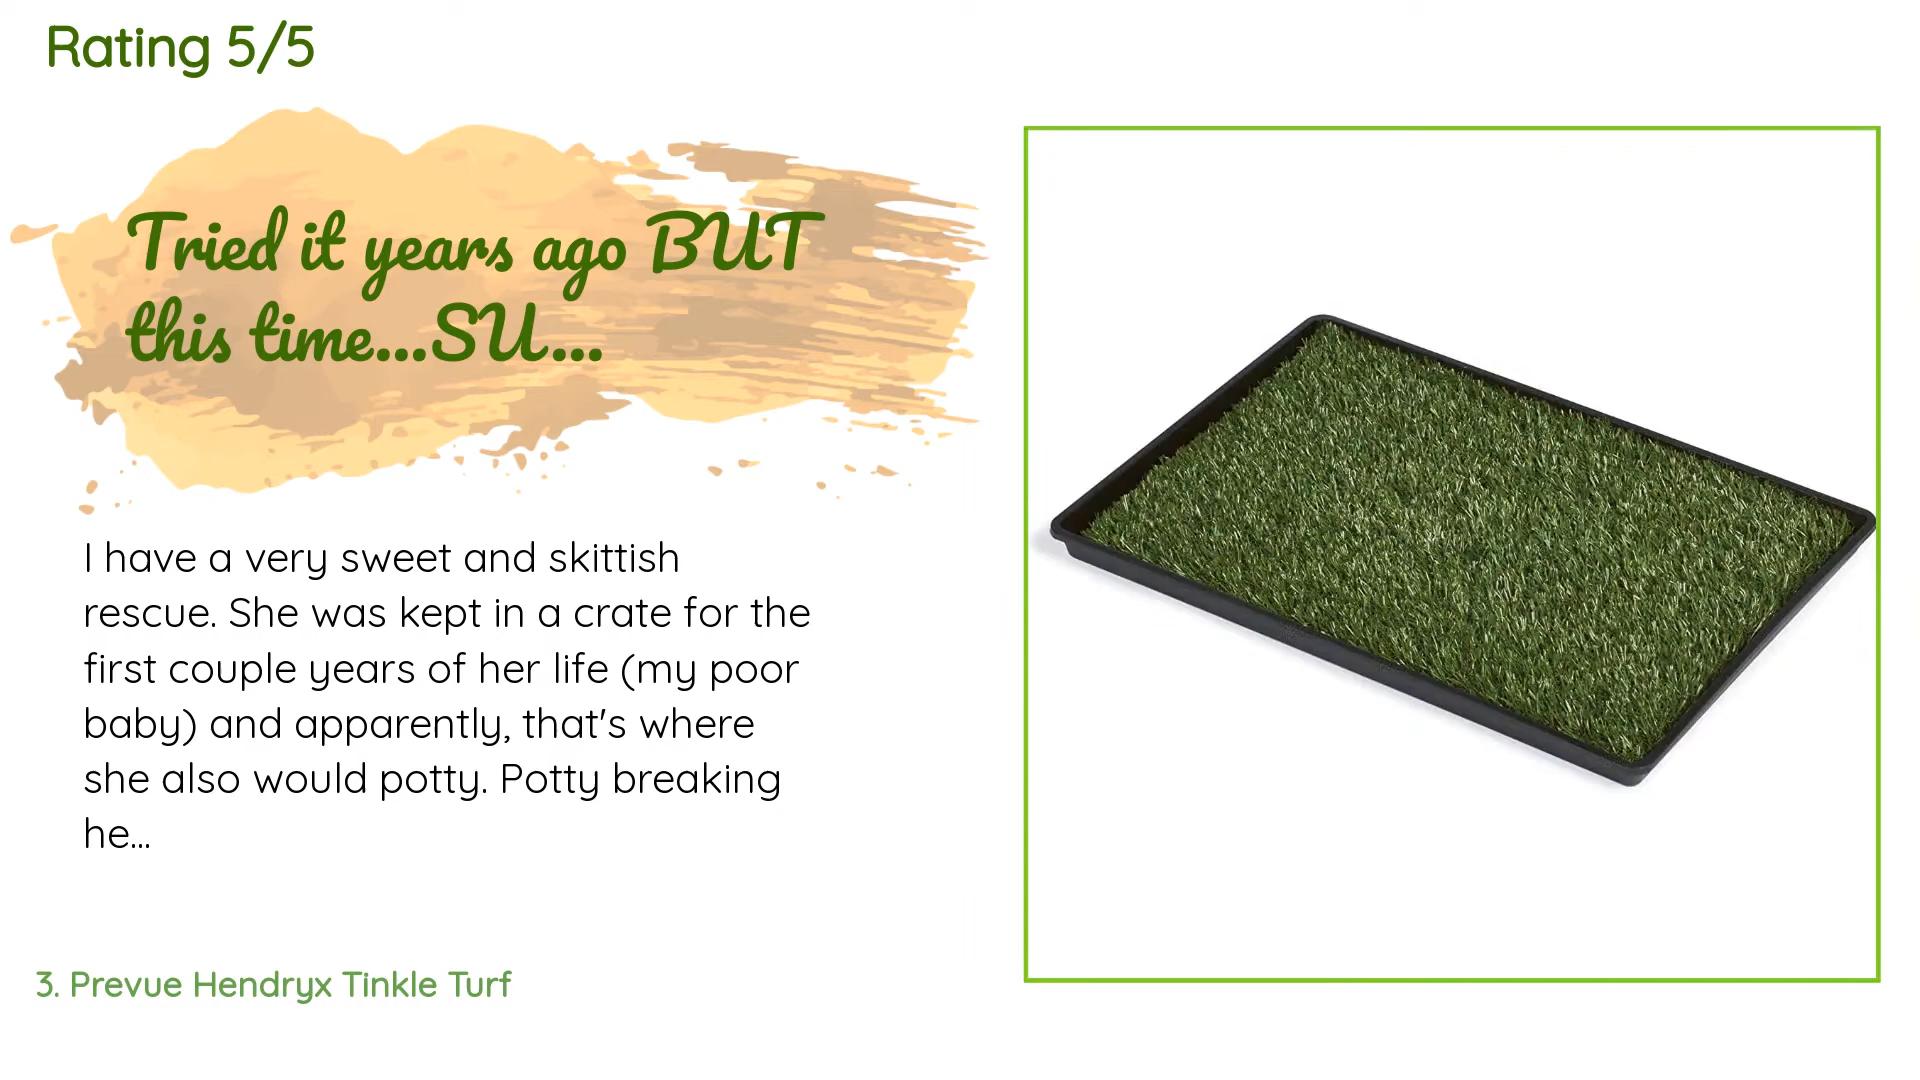 Rating 5/5
Tried it years ago BUT
this time...SU...
I have a very sweet and skittish
rescue. She was kept in a crate for the
first couple years of her life (my poor
baby) and apparently, that's where
she also would potty. Potty breaking
he...
3. Prevue Hendryx Tinkle Turf